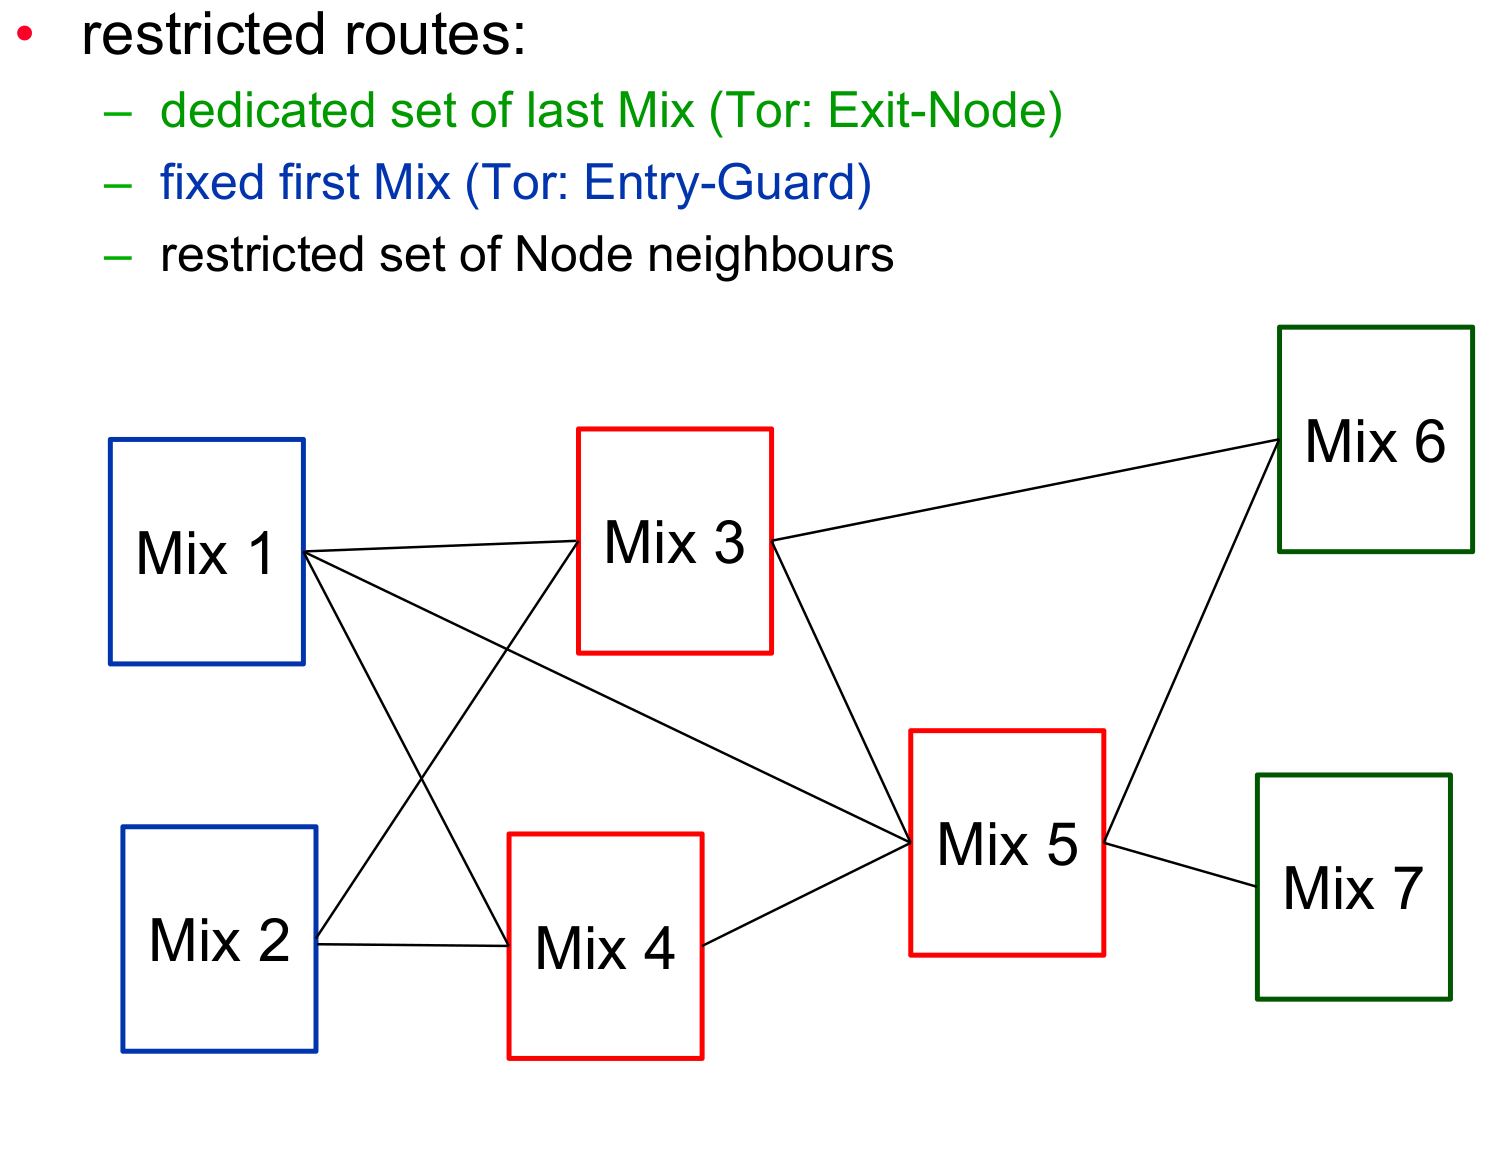 • restricted routes:
– dedicated set of last Mix (Tor: Exit-Node)
– fixed first Mix (Tor: Entry-Guard)
– restricted set of Node neighbours
Mix 6
Mix 1
Mix 3
Mix 5
Mix 7
Mix 2
Mix 4